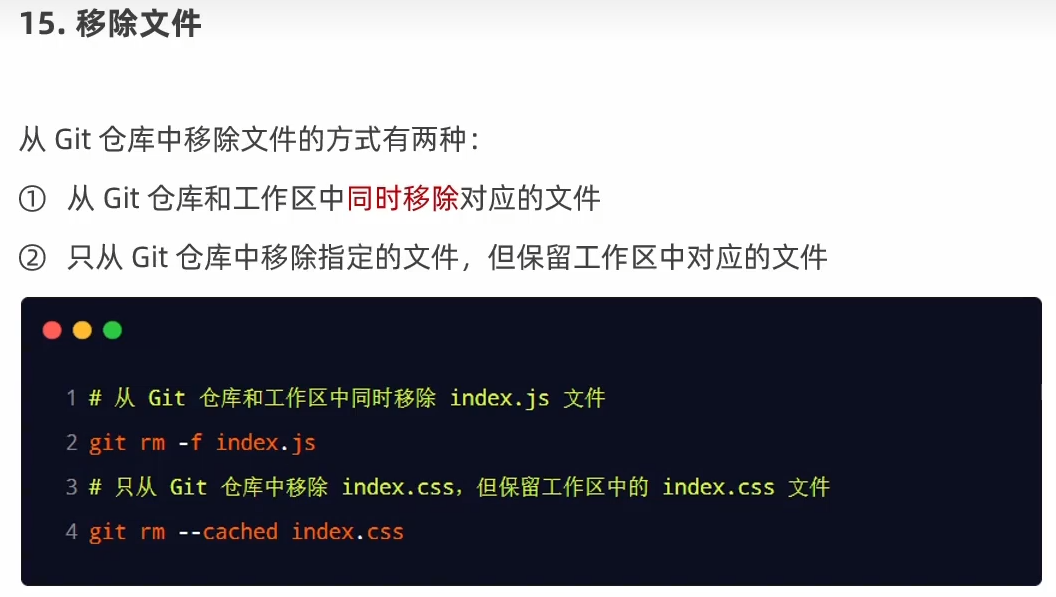 15. 移除文件
从 Git 仓库中移除文件的方式有两种：
① 从 Git 仓库和工作区中同时移除对应的文件
② 只从 Git 仓库中移除指定的文件，但保留工作区中对应的文件
1 # 从 Git 仓库和工作区中同时移除 index.js 文件
2 git rm -f index.js
3 # 只从 Git 仓库中移除 index.css，但保留工作区中的 index.css 文件
4 git rm --cached index.css